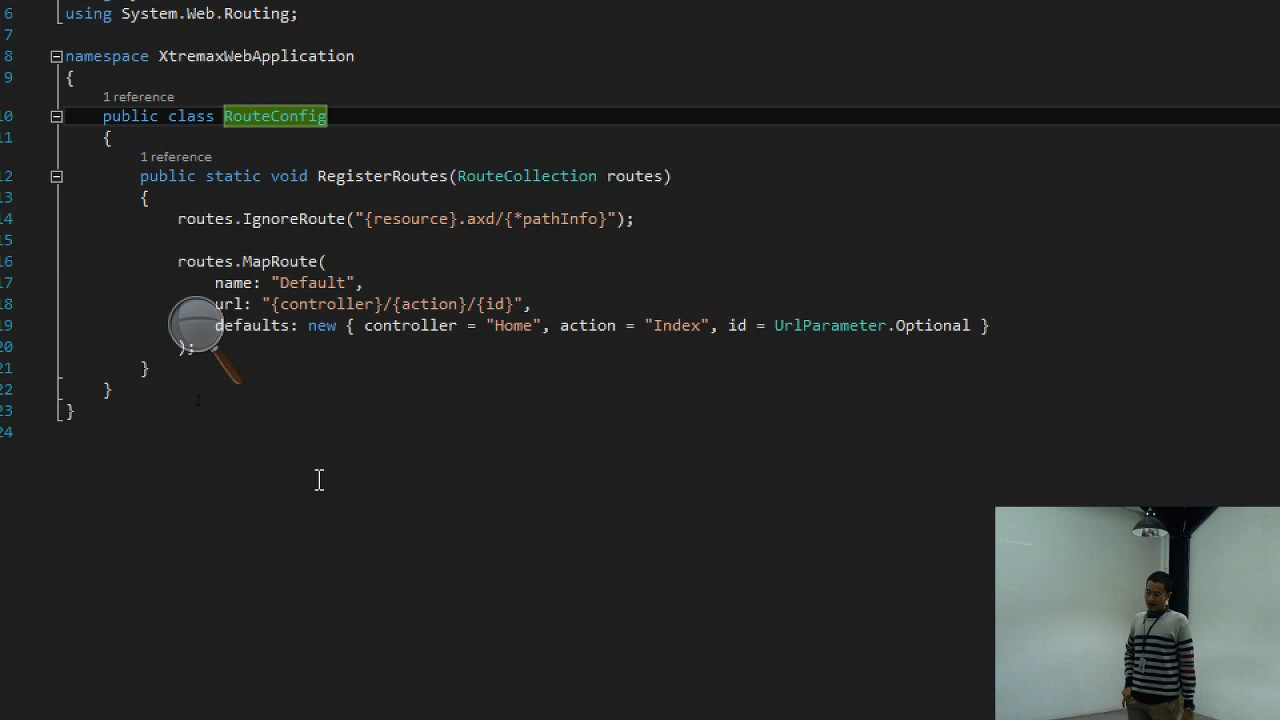 6 using System.Web.Routing;
7
8 namespace XtremaxWebApplication
9 {
1 reference
10 public class RouteConfig
11 {
1 reference
12 public static void RegisterRoutes(RouteCollection routes)
13 {
14 routes.IgnoreRoute("{resource}.axd/{*pathInfo}");
15
16 routes.MapRoute(
17 name: "Default",
18 url: "{controller}/{action}/{id}",
19 defaults: new { controller = "Home", action = "Index", id = UrlParameter.Optional }
20 );
21 }
22 }
23 }
24